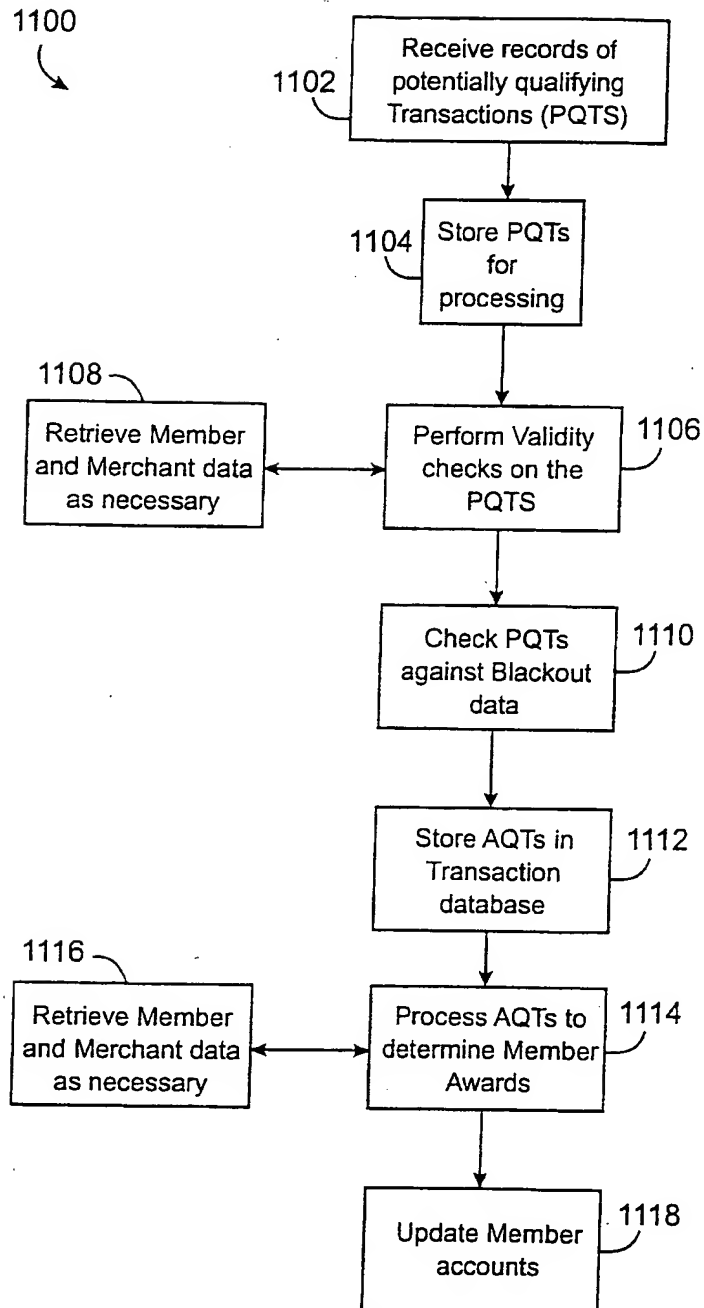 1100
Receive records of
potentially qualifying
Transactions (PQTS)
1102
Store PQTs
for
processing
1104
1108
Retrieve Member
and Merchant data
as necessary
Perform Validity
checks on the
PQTS
1106
Check PQTs
against Blackout
data
1110
Store AQTs in
Transaction
database
1112
1116
Retrieve Member
and Merchant data
as necessary
Process AQTs to
determine Member
Awards
1114
Update Member
accounts
1118